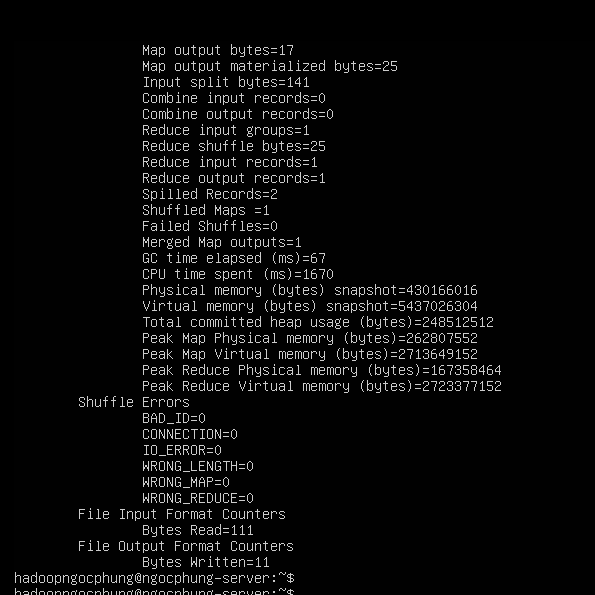 Map output bytes=17
Map output materialized bytes=25
Input split bytes=141
Combine input records=0
Combine output records=0
Reduce input groups=1
Reduce shuffle bytes=25
Reduce input records=1
Reduce output records=1
Spilled Records=2
Shuffled Maps =1
Failed Shuffles=0
Merged Map outputs=1
GC time elapsed (ms)=67
CPU time spent (ms)=1670
Physical memory (bytes) snapshot=430166016
Virtual memory (bytes) snapshot=5437026304
Total committed heap usage (bytes)=248512512
Peak Map Physical memory (bytes)=262807552
Peak Map Virtual memory (bytes)=2713649152
Peak Reduce Physical memory (bytes)=167358464
Peak Reduce Virtual memory (bytes)=2723377152
Shuffle Errors
BAD_ID=0
CONNECTION=0
IO_ERROR=0
WRONG_LENGTH=0
WRONG_MAP=0
WRONG_REDUCE=0
File Input Format Counters
Bytes Read=111
File Output Format Counters
Bytes Written=11
hadoopngocphung@ngocphung-server:~$
hadoopngocphung@ngocphung-server:~$